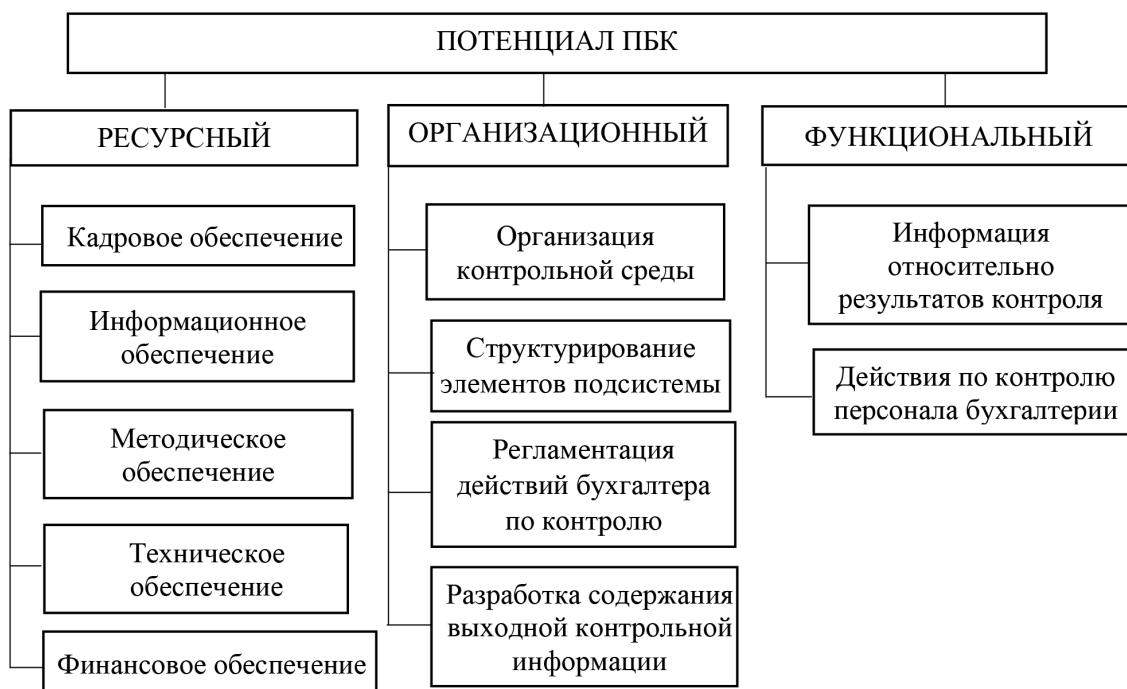 ПОТЕНЦИАЛ ПБК
РЕСУРСНЫЙ
Кадровое обеспечение
Информационное
обеспечение
Методическое
обеспечение
Техническое
обеспечение
Финансовое обеспечение
ОРГАНИЗАЦИОННЫЙ
Организация
контрольной среды
Структурирование
элементов подсистемы
Регламентация
действий бухгалтера
по контролю
Разработка содержания
выходной контрольной
информации
ФУНКЦИОНАЛЬНЫЙ
Информация
относительно
результатов контроля
Действия по контролю
персонала бухгалтерии